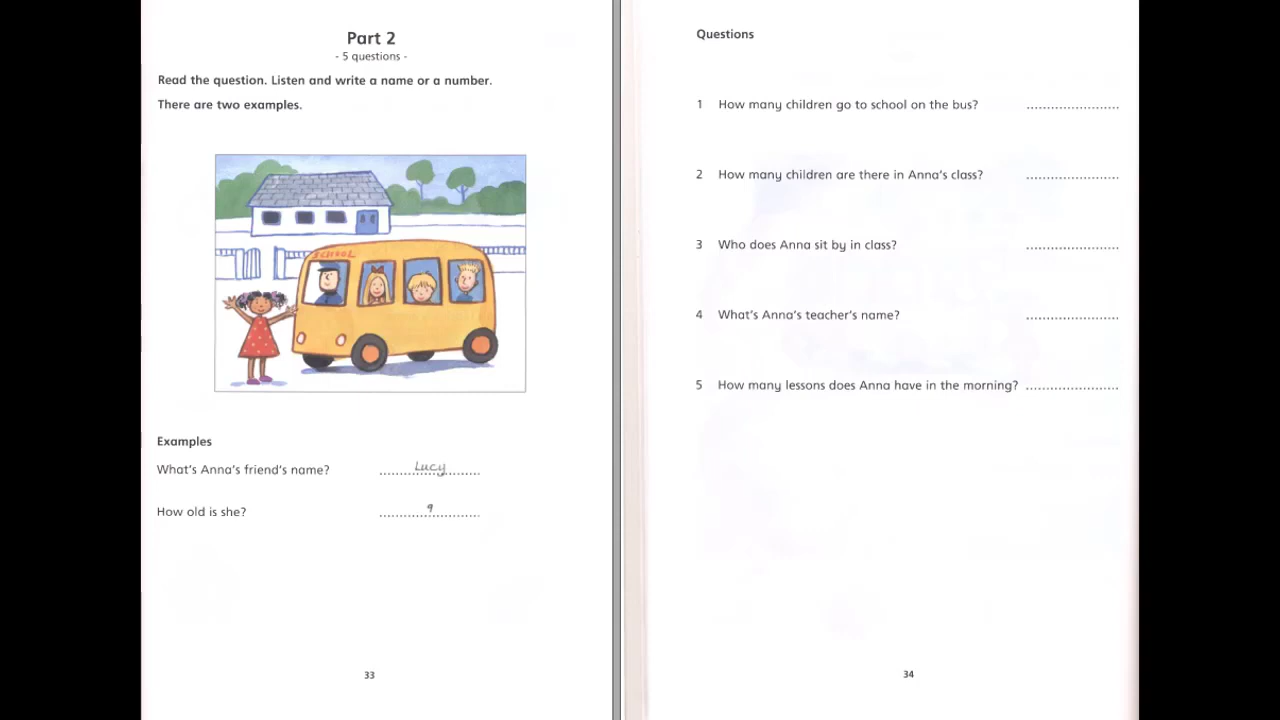 Part 2
- 5 questions -
Read the question. Listen and write a name or a number.
There are two examples.
SCHOOL
Examples
What's Anna's friend's name? Lucy
How old is she? 9
33
Questions
1 How many children go to school on the bus? ........................
2 How many children are there in Anna's class? ........................
3 Who does Anna sit by in class? ........................
4 What's Anna's teacher's name? ........................
5 How many lessons does Anna have in the morning? ........................
34